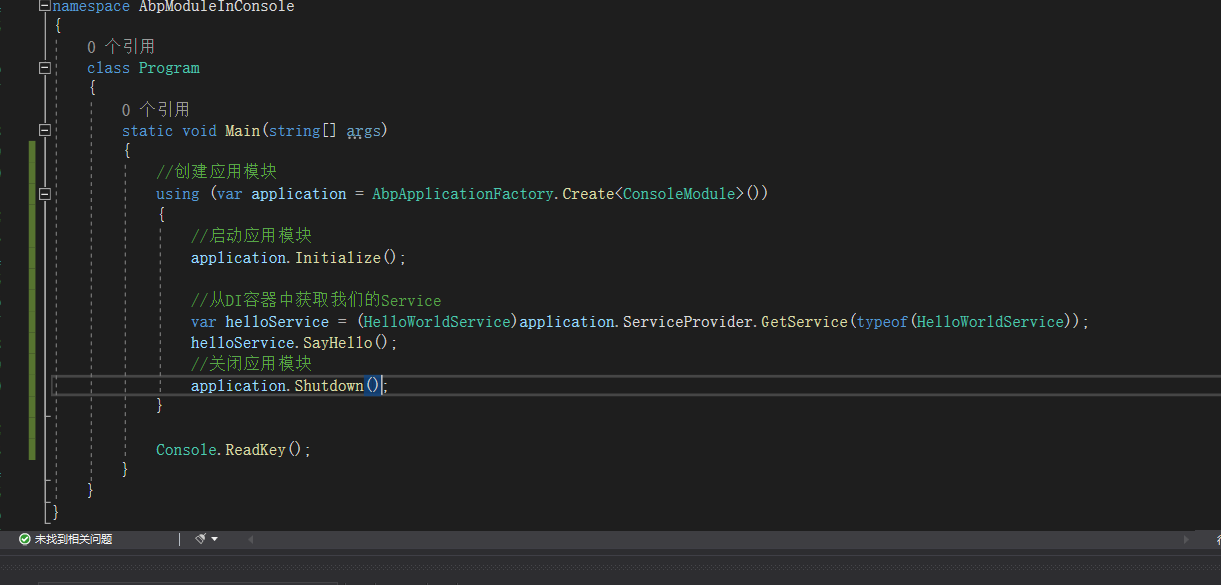 namespace AbpModuleInConsole
{
0 个引用
class Program
{
0 个引用
static void Main(string[] args)
{
//创建应用模块
using (var application = AbpApplicationFactory.Create<ConsoleModule>())
{
//启动应用模块
application.Initialize();
//从DI容器中获取我们的Service
var helloService = (HelloWorldService)application.ServiceProvider.GetService(typeof(HelloWorldService));
helloService.SayHello();
//关闭应用模块
application.Shutdown();
}
Console.ReadKey();
}
}
}
未找到相关问题